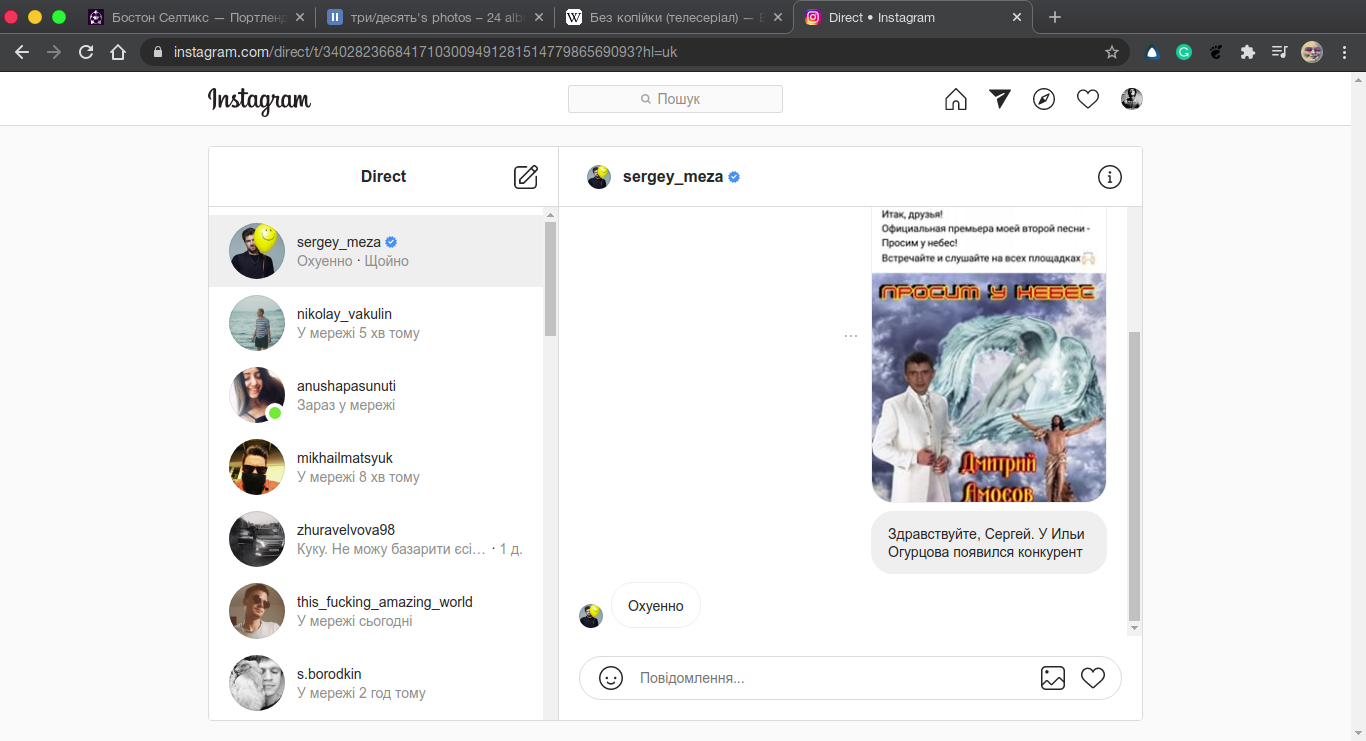 Бостон Селтикс — Портленд
три/десять's photos – 24 alb
Без копійки (телесеріал) —
Direct • Instagram
instagram.com/direct/t/340282366841710300949128151477986569093?hl=uk
Instagram
Пошук
Direct
sergey_meza
sergey_meza
Охуенно · Щойно
nikolay_vakulin
У мережі 5 хв тому
anushapasunuti
Зараз у мережі
mikhailmatsyuk
У мережі 8 хв тому
zhuravelvova98
Куку. Не можу базарити єсі… · 1 д.
this_fucking_amazing_world
У мережі сьогодні
s.borodkin
У мережі 2 год тому
Итак, друзья!
Официальная премьера моей второй песни -
Просим у небес!
Встречайте и слушайте на всех площадках
ПРОСИМ У НЕБЕС
Дмитрий
Амосов
Здравствуйте, Сергей. У Ильи
Огурцова появился конкурент
Охуенно
Повідомлення...